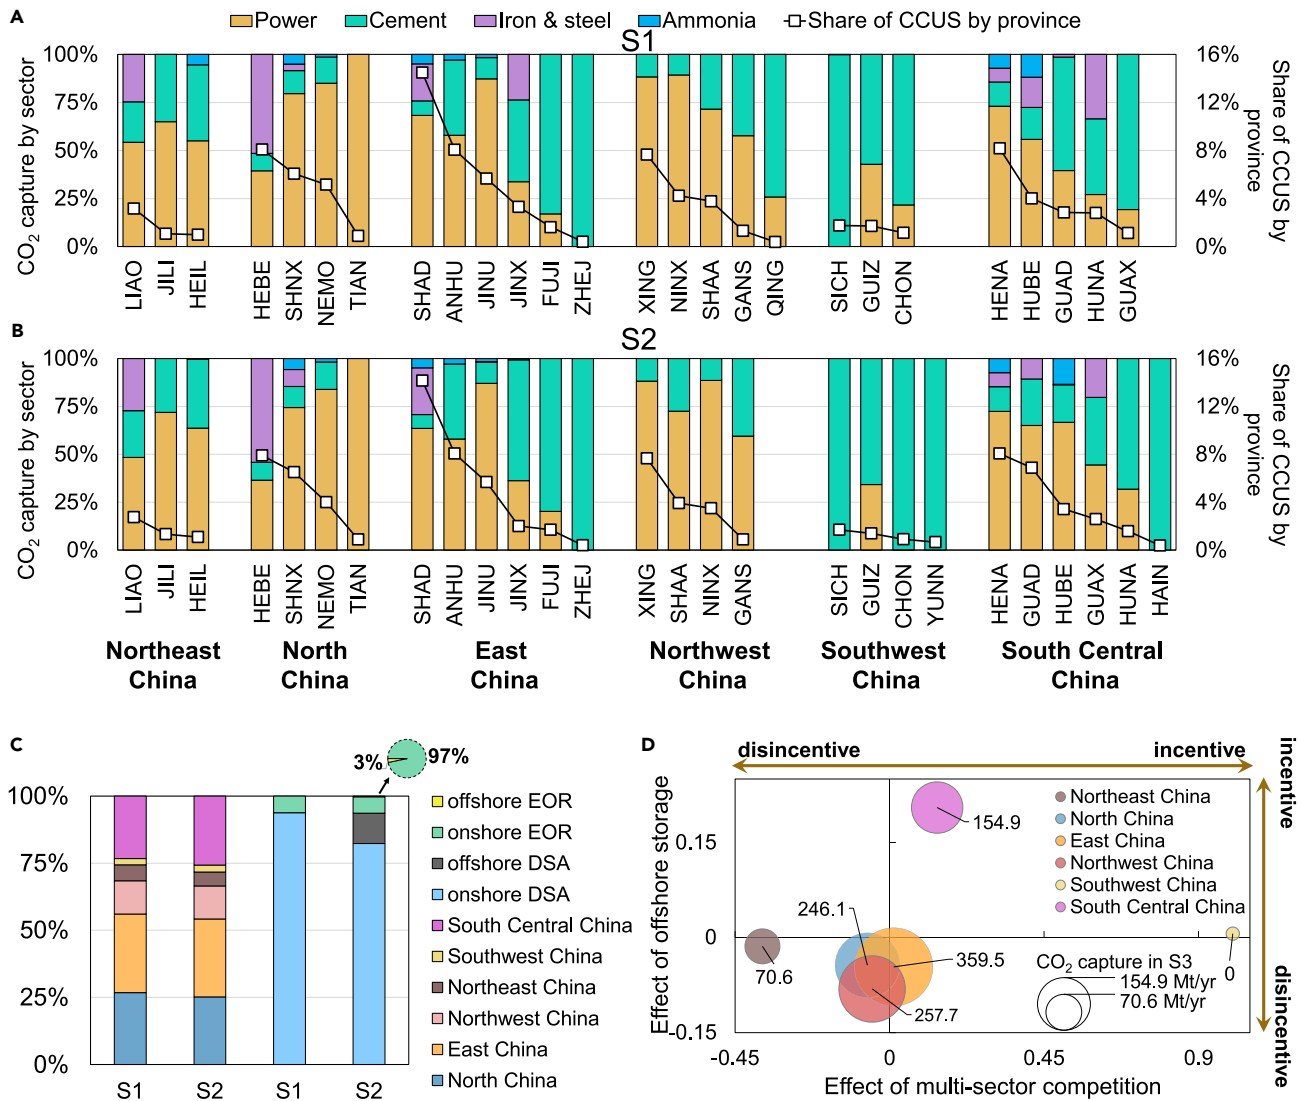 A
Power Cement Iron & steel Ammonia Share of CCUS by province
S1
CO2 capture by sector
100%
75%
50%
25%
0%
16%
12%
8%
4%
0%
Share of CCUS by
province
LIAO JILI HEIL HEBE SHNX NEMO TIAN SHAD ANHU JINU JINX FUJI ZHEJ XING NINX SHAA GANS QING SICH GUIZ CHON HENA HUBE GUAD HUNA GUAX
B
S2
CO2 capture by sector
100%
75%
50%
25%
0%
16%
12%
8%
4%
0%
Share of CCUS by
province
LIAO JILI HEIL HEBE SHNX NEMO TIAN SHAD ANHU JINU JINX FUJI ZHEJ XING SHAA NINX GANS SICH GUIZ CHON YUNN HENA GUAD HUBE GUAX HUNA HAIN
Northeast
China
North
China
East
China
Northwest
China
Southwest
China
South Central
China
C
3% 97%
100%
75%
50%
25%
0%
S1 S2 S1 S2
offshore EOR
onshore EOR
offshore DSA
onshore DSA
South Central China
Southwest China
Northeast China
Northwest China
East China
North China
D
disincentive incentive
incentive
disincentive
Effect of offshore storage
0.15
0
-0.15
154.9
246.1
70.6
359.5
257.7
0
Northeast China
North China
East China
Northwest China
Southwest China
South Central China
CO2 capture in S3
154.9 Mt/yr
70.6 Mt/yr
-0.45 0 0.45 0.9
Effect of multi-sector competition